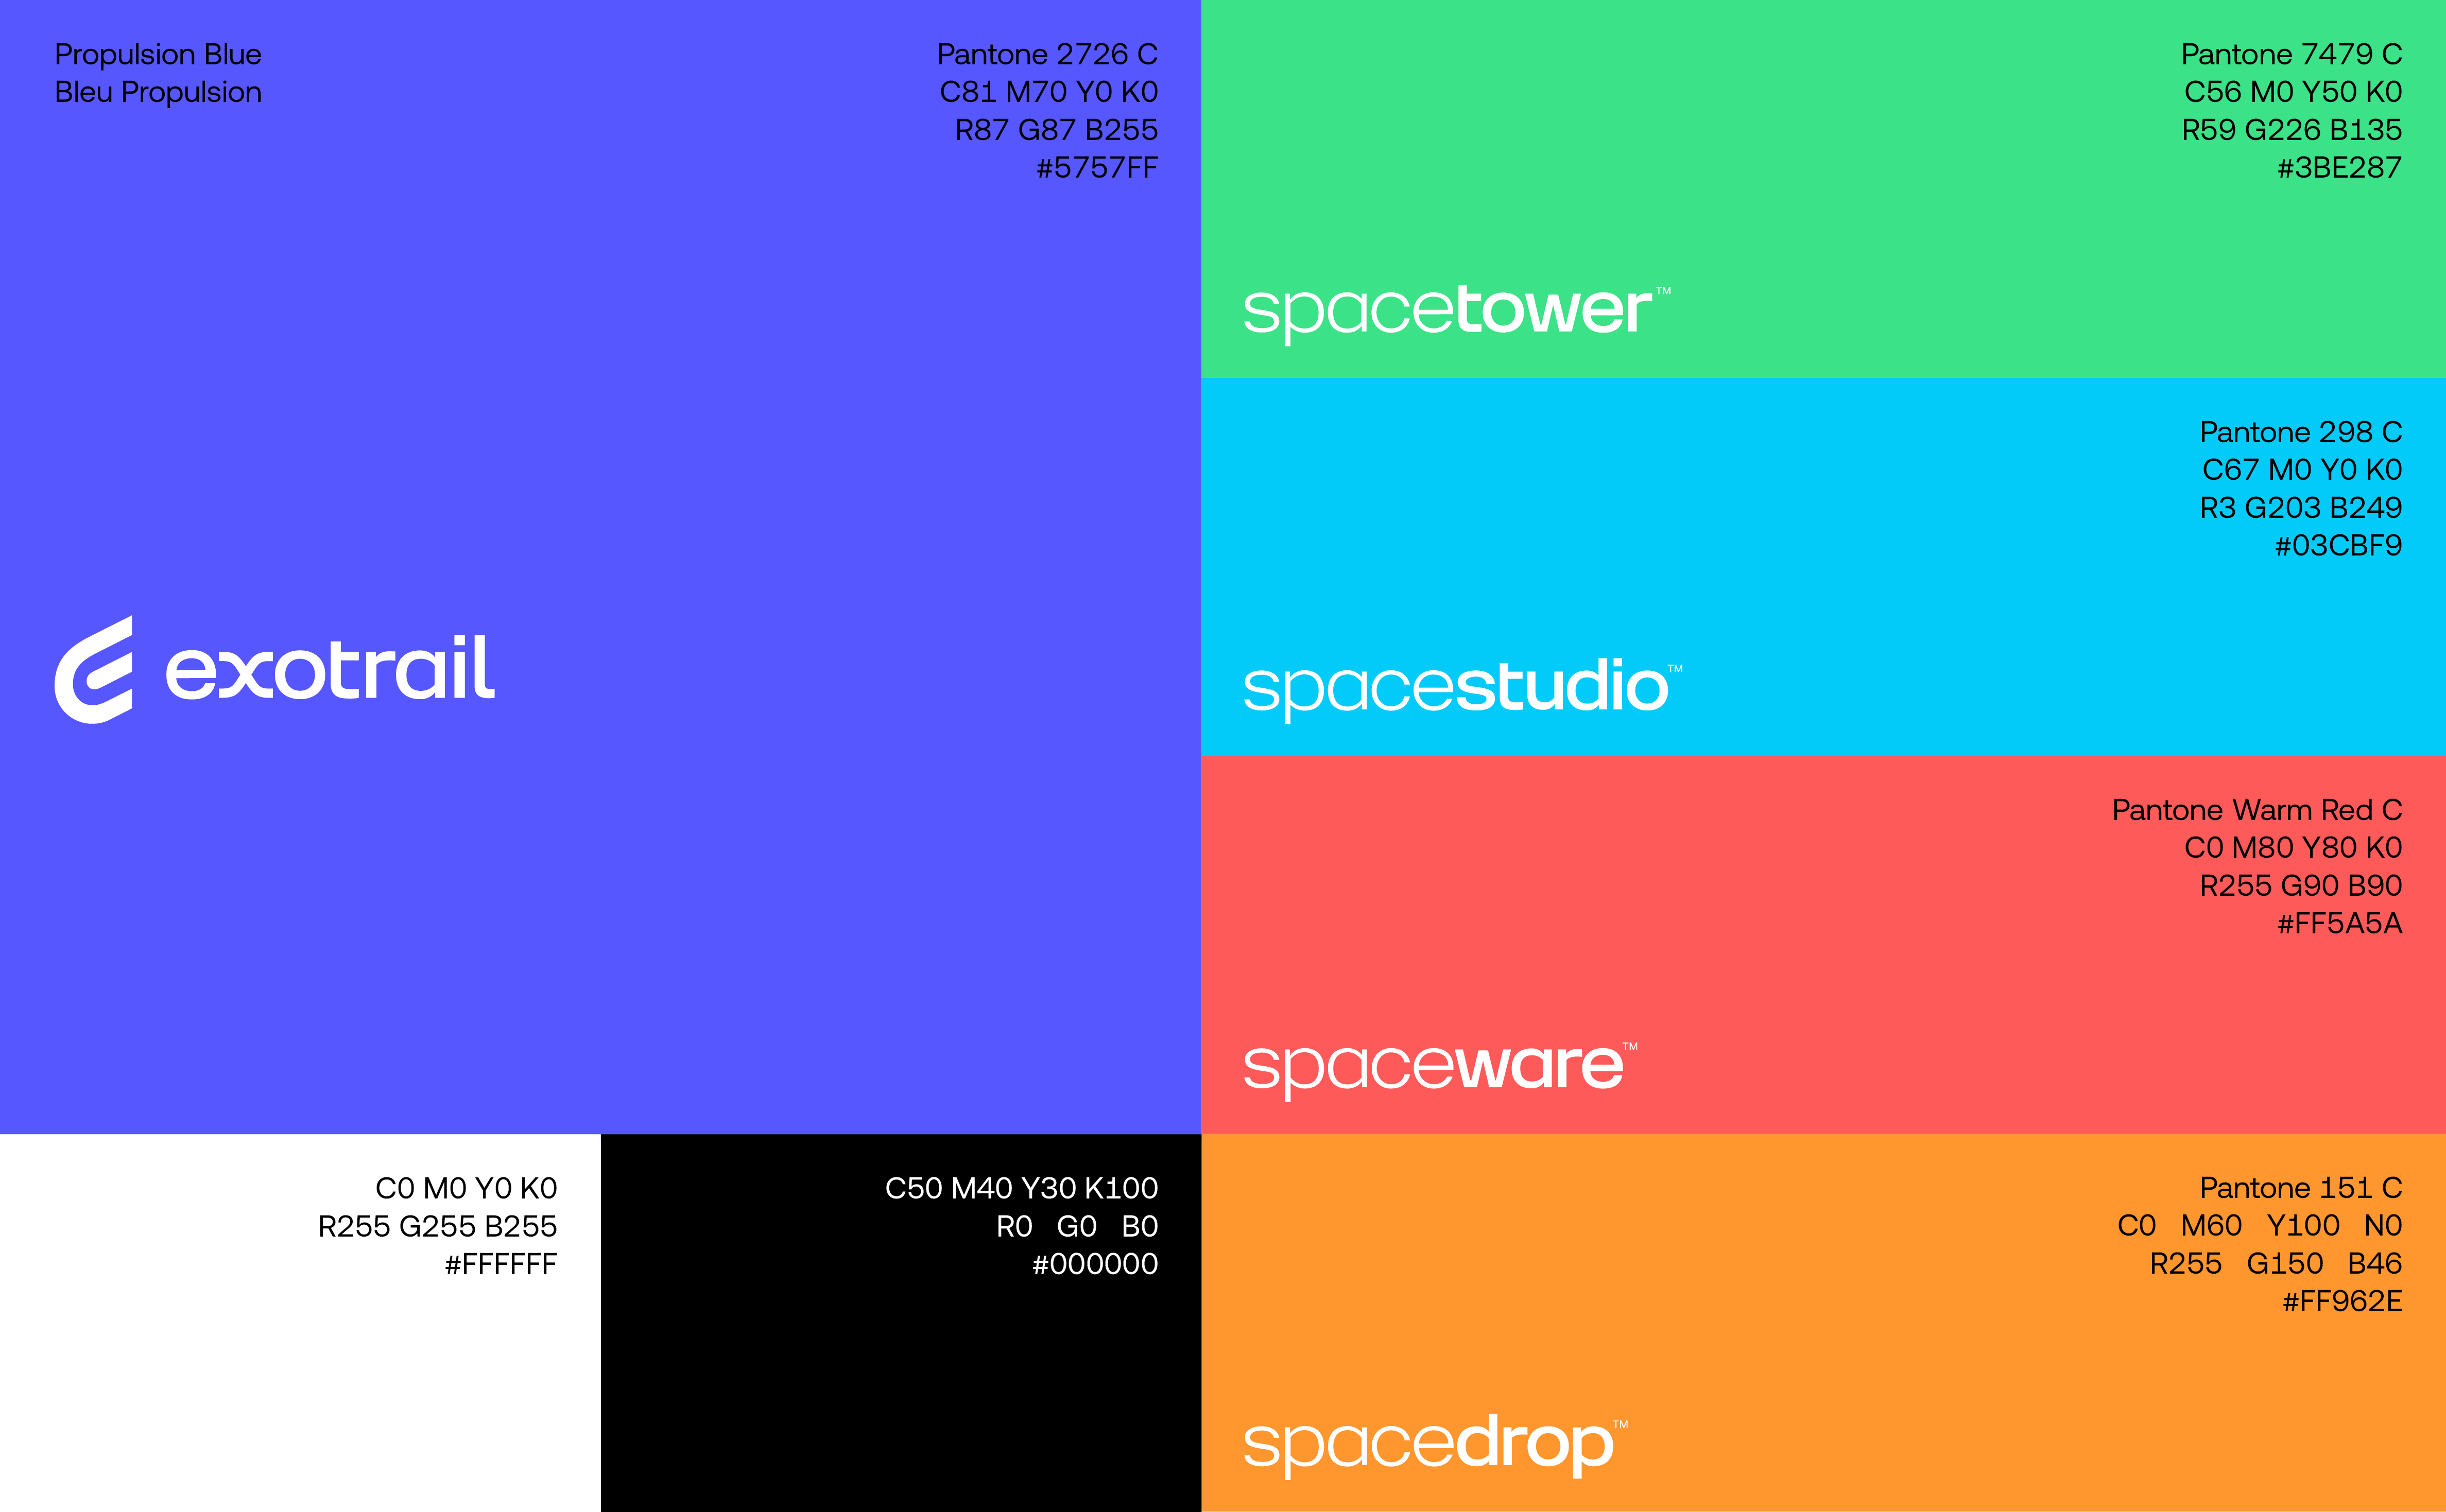 Propulsion Blue
Bleu Propulsion
Pantone 2726 C
C81 M70 Y0 K0
R87 G87 B255
#5757FF
exotrail
C0 M0 Y0 K0
R255 G255 B255
#FFFFFF
C50 M40 Y30 K100
R0 G0 B0
#000000
Pantone 7479 C
C56 M0 Y50 K0
R59 G226 B135
#3BE287
spacetower™
Pantone 298 C
C67 M0 Y0 K0
R3 G203 B249
#03CBF9
spacestudio™
Pantone Warm Red C
C0 M80 Y80 K0
R255 G90 B90
#FF5A5A
spaceware™
Pantone 151 C
C0 M60 Y100 N0
R255 G150 B46
#FF962E
spacedrop™